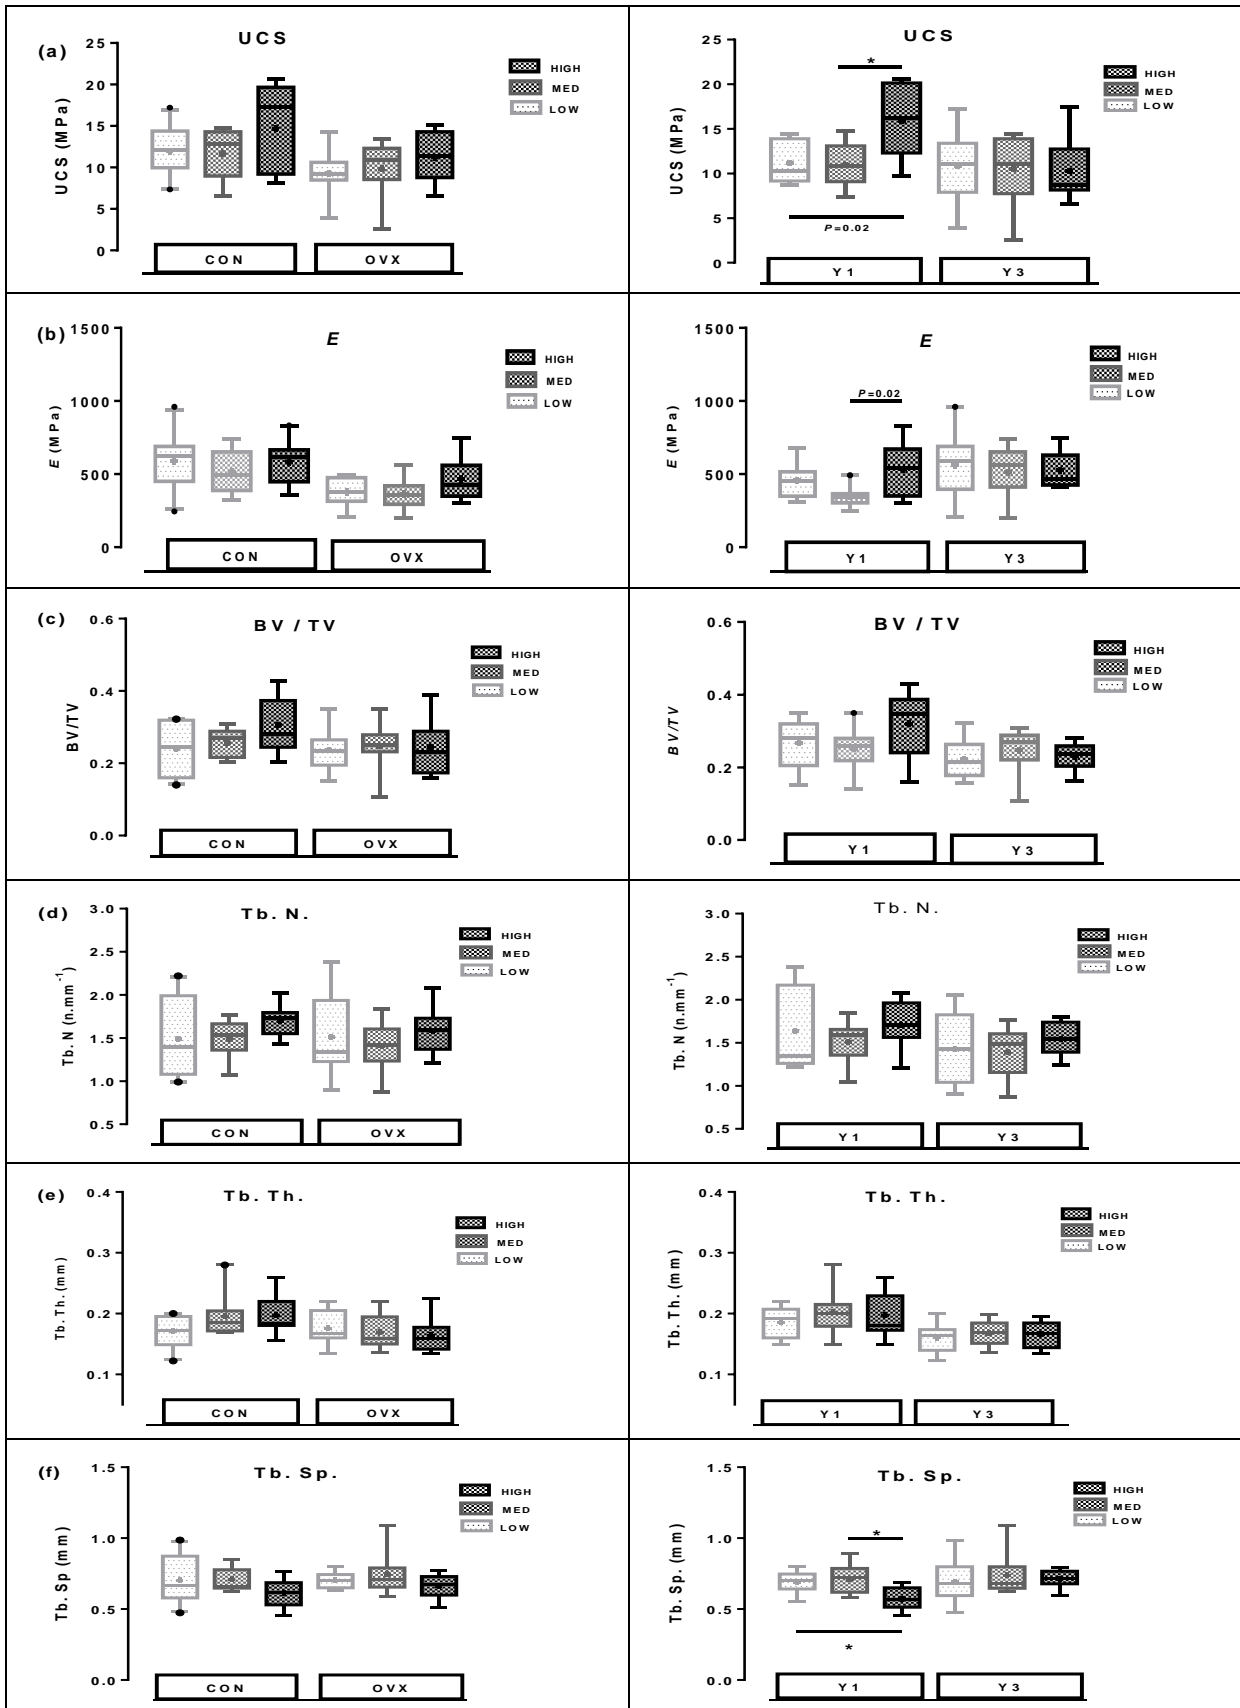 (a)
UCS
25
20
15
10
5
0
UCS (MPa)
HIGH
MED
LOW
CON
OVX
UCS
25
20
15
10
5
0
UCS (MPa)
*
P=0.02
HIGH
MED
LOW
Y1
Y3
(b)
E
1500
1000
500
0
E (MPa)
HIGH
MED
LOW
CON
OVX
E
1500
1000
500
0
E (MPa)
P=0.02
HIGH
MED
LOW
Y1
Y3
(c)
BV / TV
0.6
0.4
0.2
0.0
BV/TV
HIGH
MED
LOW
CON
OVX
BV / TV
0.6
0.4
0.2
0.0
BV/TV
HIGH
MED
LOW
Y1
Y3
(d)
Tb. N.
3.0
2.5
2.0
1.5
1.0
0.5
Tb. N (n.mm⁻¹)
HIGH
MED
LOW
CON
OVX
Tb. N.
3.0
2.5
2.0
1.5
1.0
0.5
Tb. N (n.mm⁻¹)
HIGH
MED
LOW
Y1
Y3
(e)
Tb. Th.
0.4
0.3
0.2
0.1
Tb. Th. (mm)
HIGH
MED
LOW
CON
OVX
Tb. Th.
0.4
0.3
0.2
0.1
Tb. Th. (mm)
HIGH
MED
LOW
Y1
Y3
(f)
Tb. Sp.
1.5
1.0
0.5
0.0
Tb. Sp (mm)
HIGH
MED
LOW
CON
OVX
Tb. Sp.
1.5
1.0
0.5
0.0
Tb. Sp. (mm)
*
*
HIGH
MED
LOW
Y1
Y3